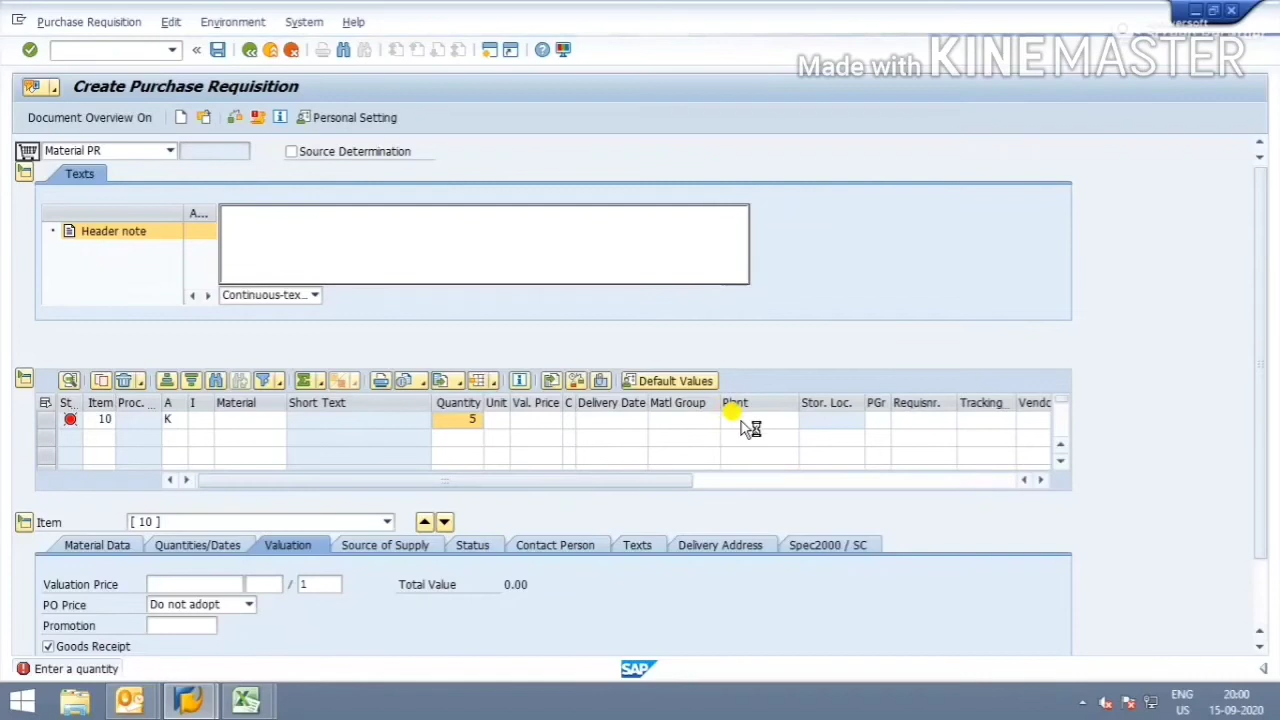 Purchase Requisition Edit Environment System Help
Made with KINEMASTER
Create Purchase Requisition
Document Overview On Personal Setting
Material PR Source Determination
Texts
A...
Header note
Continuous-tex...
Default Values
St... Item Proc. ... A I Material Short Text Quantity Unit Val. Price C Delivery Date Matl Group Plant Stor. Loc. PGr Requisnr. Tracking... Vendo
10 K 5
Item [ 10 ]
Material Data Quantities/Dates Valuation Source of Supply Status Contact Person Texts Delivery Address Spec2000 / SC
Valuation Price / 1 Total Value 0.00
PO Price Do not adopt
Promotion
Goods Receipt
Enter a quantity SAP
ENG 20:00
US 15-09-2020